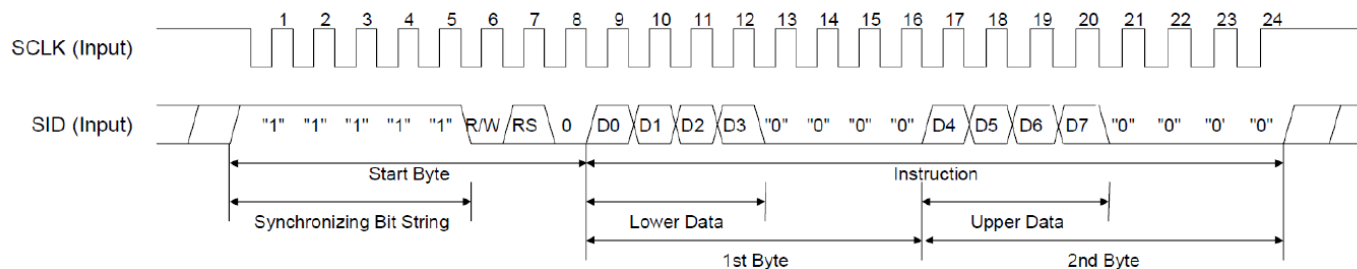 1 2 3 4 5 6 7 8 9 10 11 12 13 14 15 16 17 18 19 20 21 22 23 24
SCLK (Input)
SID (Input) "1" "1" "1" "1" "1" R/W RS 0 D0 D1 D2 D3 "0" "0" "0" "0" D4 D5 D6 D7 "0" "0" "0' "0"
Start Byte Instruction
Synchronizing Bit String Lower Data Upper Data
1st Byte 2nd Byte